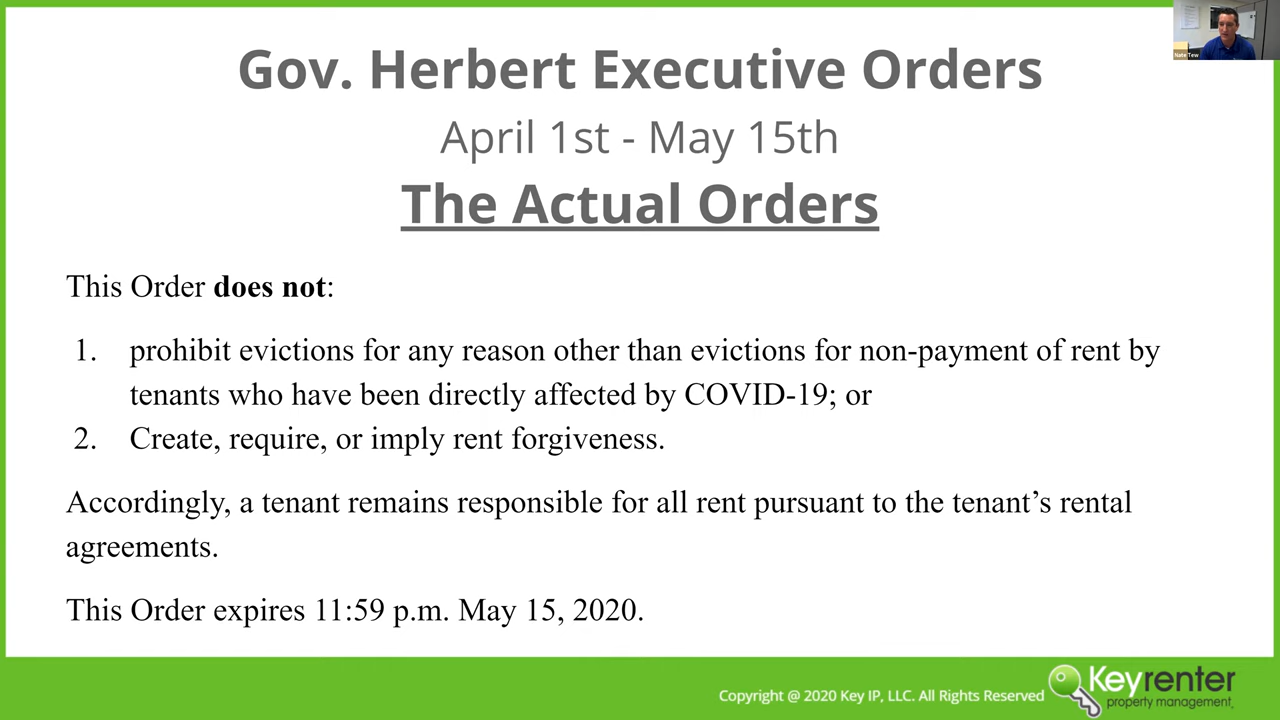 Gov. Herbert Executive Orders
April 1st - May 15th
The Actual Orders
This Order does not:
1. prohibit evictions for any reason other than evictions for non-payment of rent by
tenants who have been directly affected by COVID-19; or
2. Create, require, or imply rent forgiveness.
Accordingly, a tenant remains responsible for all rent pursuant to the tenant’s rental
agreements.
This Order expires 11:59 p.m. May 15, 2020.
Nate Tew
Copyright @ 2020 Key IP, LLC. All Rights Reserved
Keyrenter
property management